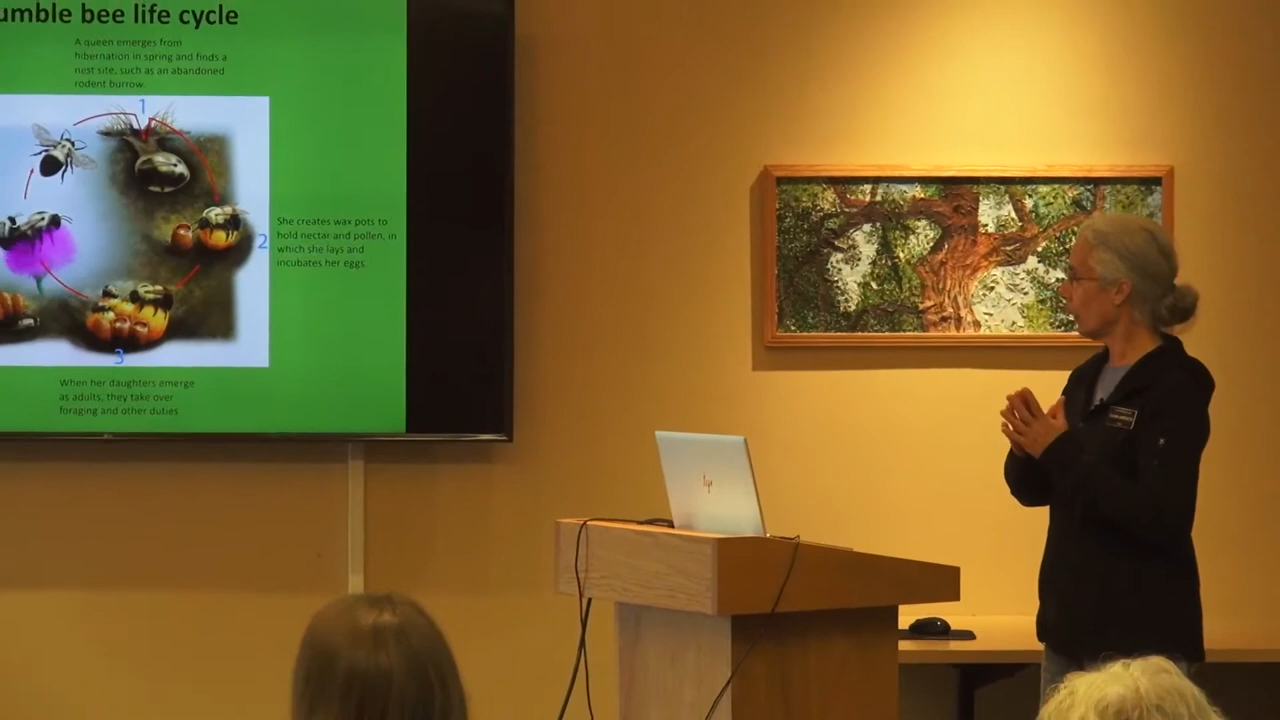 umble bee life cycle
A queen emerges from
hibernation in spring and finds a
nest site, such as an abandoned
rodent burrow.
1
She creates wax pots to
hold nectar and pollen, in
which she lays and
incubates her eggs.
2
3
When her daughters emerge
as adults, they take over
foraging and other duties
hp